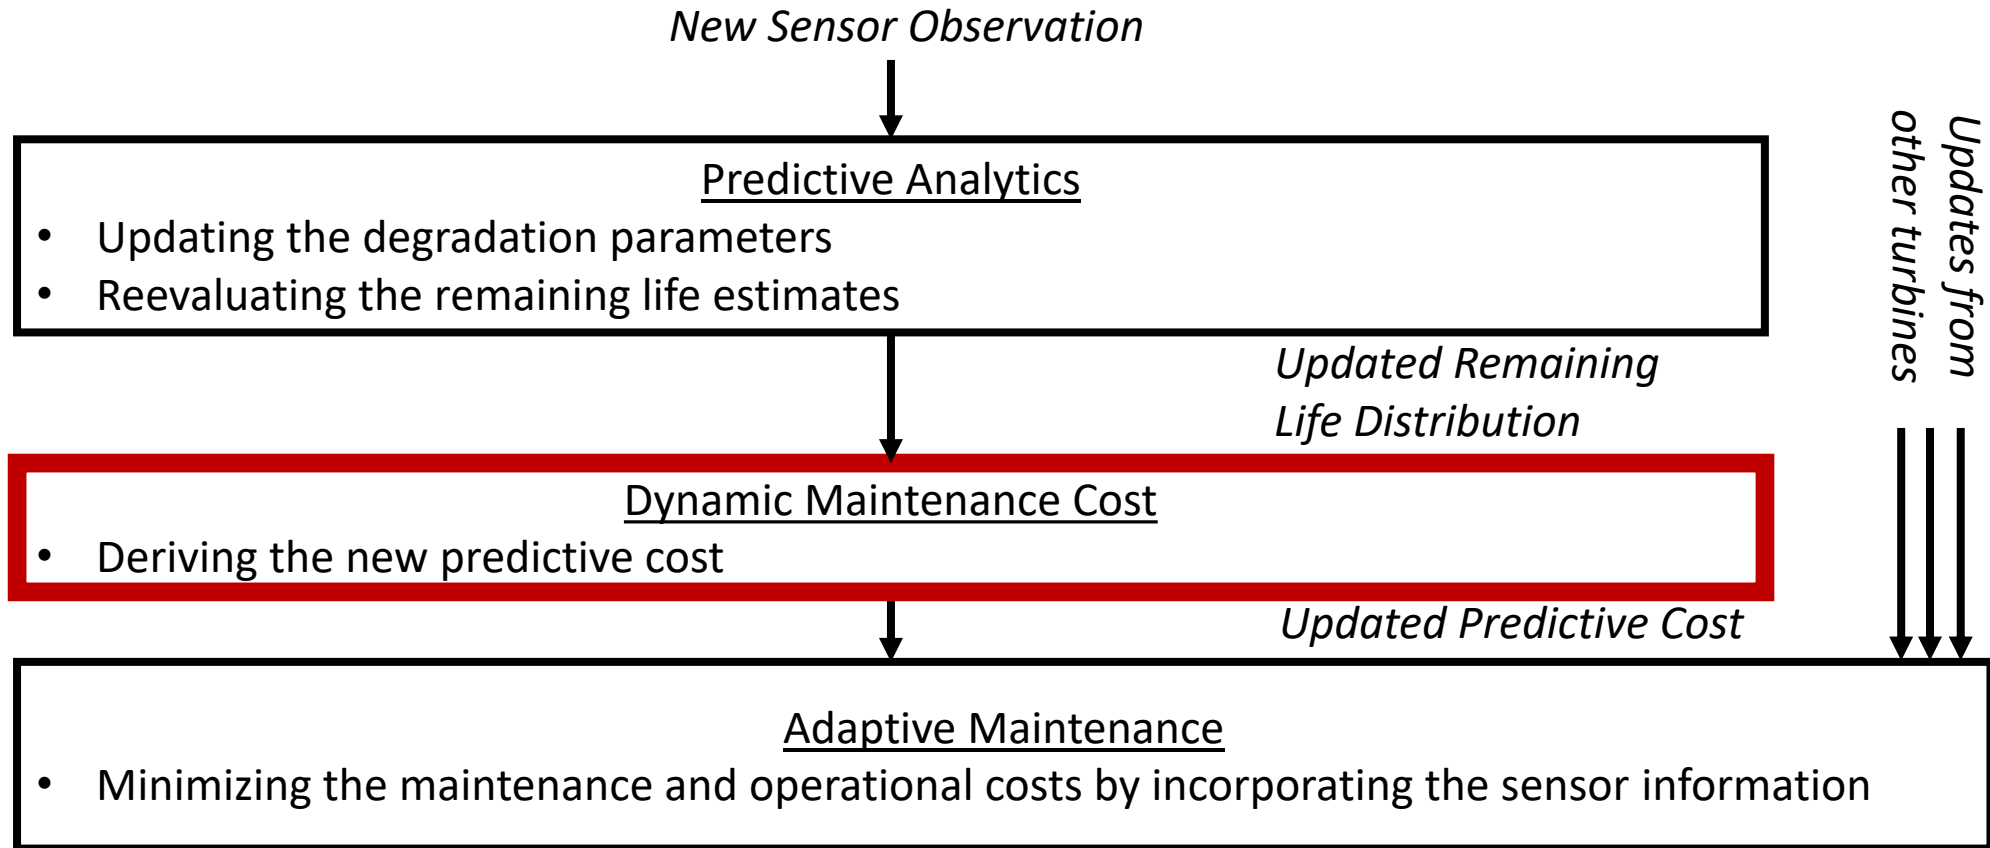 New Sensor Observation
Predictive Analytics
• Updating the degradation parameters
• Reevaluating the remaining life estimates
Updated Remaining
Life Distribution
Dynamic Maintenance Cost
• Deriving the new predictive cost
Updated Predictive Cost
Updates from
other turbines
Adaptive Maintenance
• Minimizing the maintenance and operational costs by incorporating the sensor information